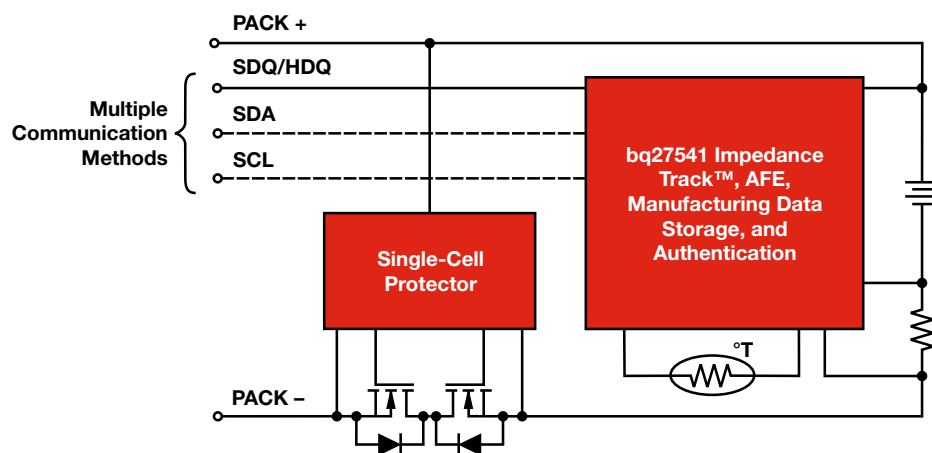 PACK +
SDQ/HDQ
SDA
SCL
Multiple
Communication
Methods
bq27541 Impedance
Track™, AFE,
Manufacturing Data
Storage, and
Authentication
Single-Cell
Protector
°T
PACK –